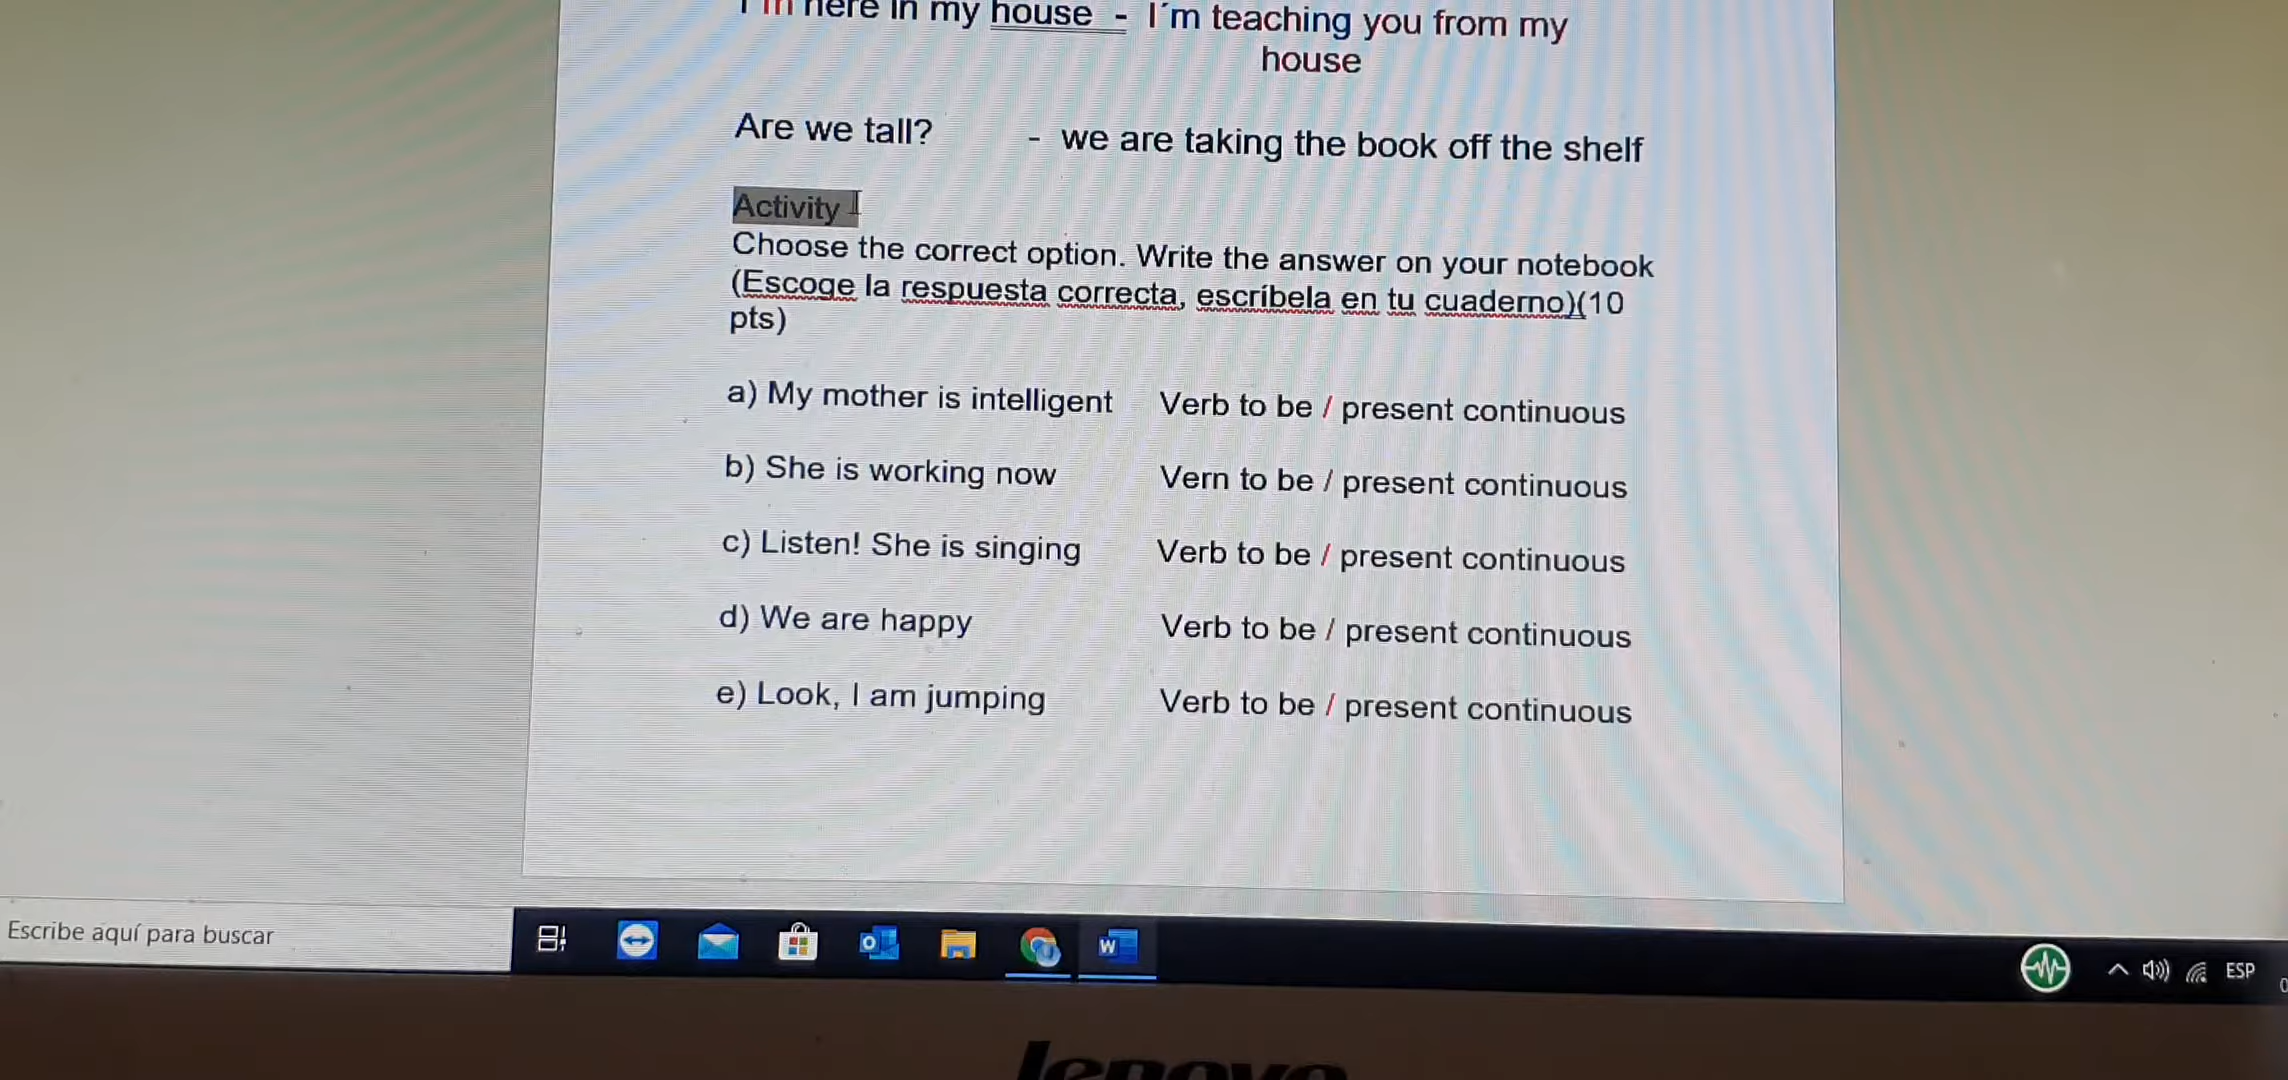 I'm here in my house - I´m teaching you from my
house
Are we tall? - we are taking the book off the shelf
Activity
Choose the correct option. Write the answer on your notebook
(Escoge la respuesta correcta, escríbela en tu cuaderno)(10
pts)
a) My mother is intelligent Verb to be / present continuous
b) She is working now Vern to be / present continuous
c) Listen! She is singing Verb to be / present continuous
d) We are happy Verb to be / present continuous
e) Look, I am jumping Verb to be / present continuous
Escribe aquí para buscar
ESP
lenovo